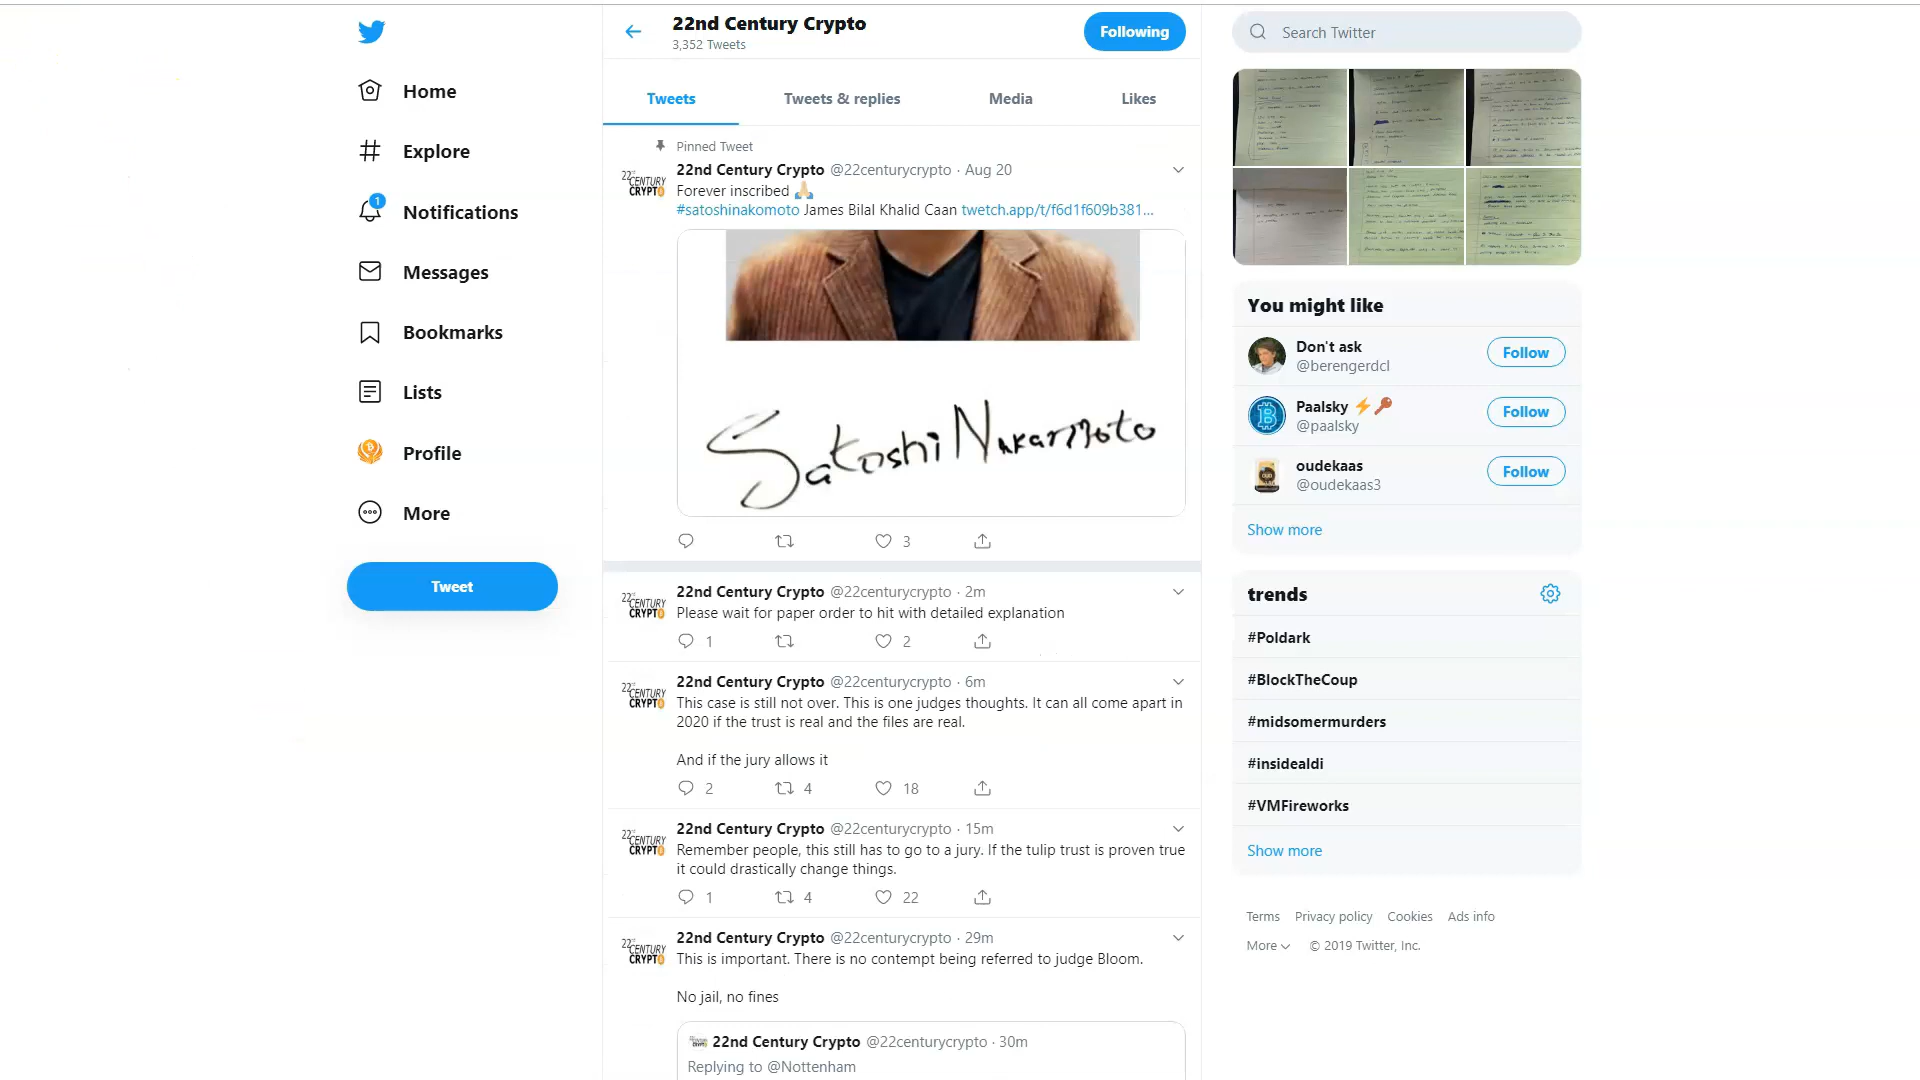 22nd Century Crypto
3,352 Tweets
Following
Search Twitter
Home
Explore
1
Notifications
Messages
Bookmarks
Lists
Profile
More
Tweet
Tweets
Tweets & replies
Media
Likes
Pinned Tweet
22nd Century Crypto @22centurycrypto · Aug 20
Forever inscribed 🙏🏼
#satoshinakomoto James Bilal Khalid Caan twetch.app/t/f6d1f609b381...
Satoshi Nakamoto
3
22nd Century Crypto @22centurycrypto · 2m
Please wait for paper order to hit with detailed explanation
1
2
22nd Century Crypto @22centurycrypto · 6m
This case is still not over. This is one judges thoughts. It can all come apart in
2020 if the trust is real and the files are real.
And if the jury allows it
2
4
18
22nd Century Crypto @22centurycrypto · 15m
Remember people, this still has to go to a jury. If the tulip trust is proven true
it could drastically change things.
1
4
22
22nd Century Crypto @22centurycrypto · 29m
This is important. There is no contempt being referred to judge Bloom.
No jail, no fines
22nd Century Crypto @22centurycrypto · 30m
Replying to @Nottenham
You might like
Don't ask
@berengerdcl
Follow
Paalsky ⚡🔑
@paalsky
Follow
oudekaas
@oudekaas3
Follow
Show more
trends
#Poldark
#BlockTheCoup
#midsomermurders
#insidealdi
#VMFireworks
Show more
Terms Privacy policy Cookies Ads info
More © 2019 Twitter, Inc.